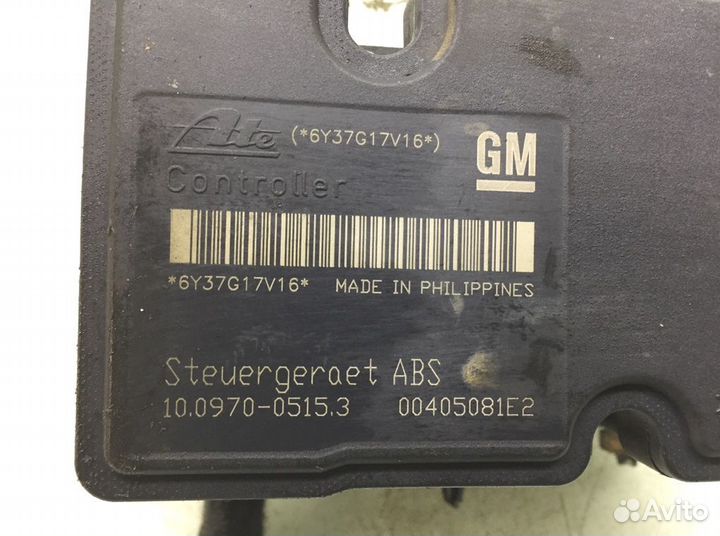 Ate (*6Y37G17V16*) GM
Controller
*6Y37G17V16* MADE IN PHILIPPINES
Steuergeraet ABS
10.0970-0515.3 00405081E2
Avito